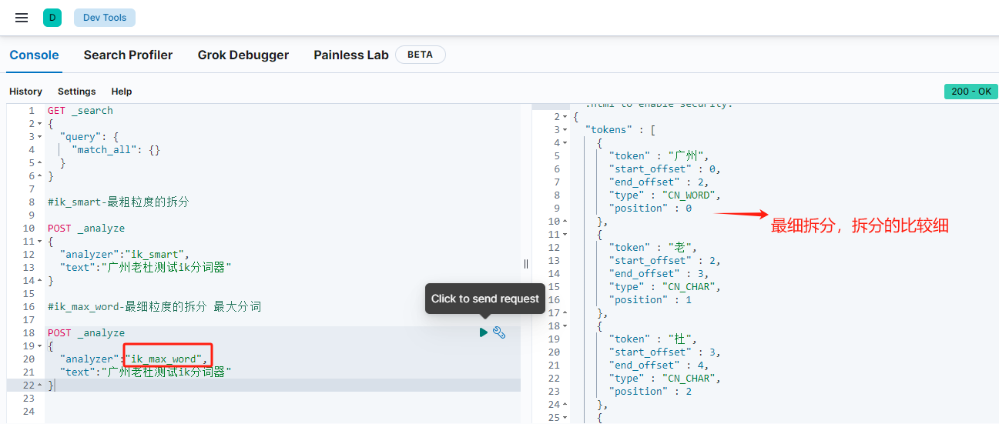 D Dev Tools
Console Search Profiler Grok Debugger Painless Lab BETA
History Settings Help 200 - OK
1 GET _search
2 {
3 "query": {
4 "match_all": {}
5 }
6 }
7
8 #ik_smart-最粗粒度的拆分
9
10 POST _analyze
11 {
12 "analyzer":"ik_smart",
13 "text":"广州老杜测试ik分词器"
14 }
15
16 #ik_max_word-最细粒度的拆分 最大分词
17
18 POST _analyze
19 {
20 "analyzer":"ik_max_word",
21 "text":"广州老杜测试ik分词器"
22 }
23
24
Click to send request
.html to enable security.
2 {
3 "tokens" : [
4 {
5 "token" : "广州",
6 "start_offset" : 0,
7 "end_offset" : 2,
8 "type" : "CN_WORD",
9 "position" : 0
10 },
11 {
12 "token" : "老",
13 "start_offset" : 2,
14 "end_offset" : 3,
15 "type" : "CN_CHAR",
16 "position" : 1
17 },
18 {
19 "token" : "杜",
20 "start_offset" : 3,
21 "end_offset" : 4,
22 "type" : "CN_CHAR",
23 "position" : 2
24 },
25 {
最细拆分，拆分的比较细